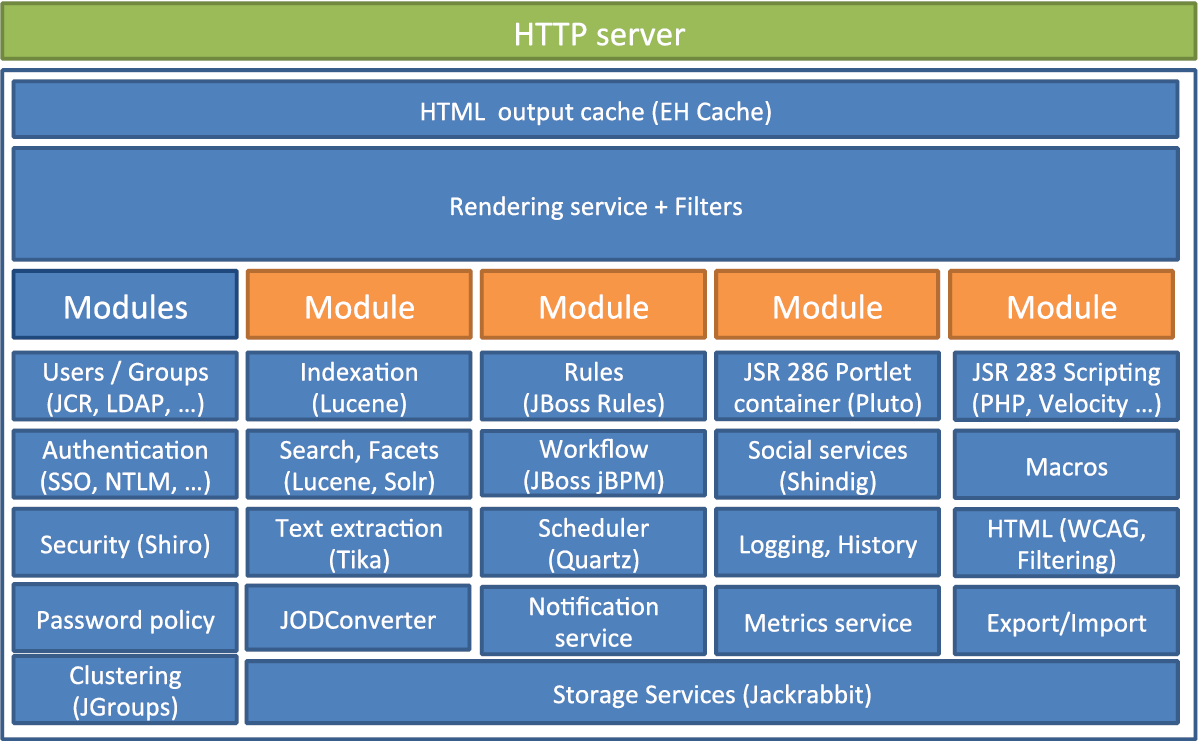 HTTP server
HTML output cache (EH Cache)
Rendering service + Filters
Modules
Module
Module
Module
Module
Users / Groups
(JCR, LDAP, ...)
Indexation
(Lucene)
Rules
(JBoss Rules)
JSR 286 Portlet
container (Pluto)
JSR 283 Scripting
(PHP, Velocity ...)
Authentication
(SSO, NTLM, ...)
Search, Facets
(Lucene, Solr)
Workflow
(JBoss jBPM)
Social services
(Shindig)
Macros
Security (Shiro)
Text extraction
(Tika)
Scheduler
(Quartz)
Logging, History
HTML (WCAG,
Filtering)
Password policy
JODConverter
Notification
service
Metrics service
Export/Import
Clustering
(JGroups)
Storage Services (Jackrabbit)